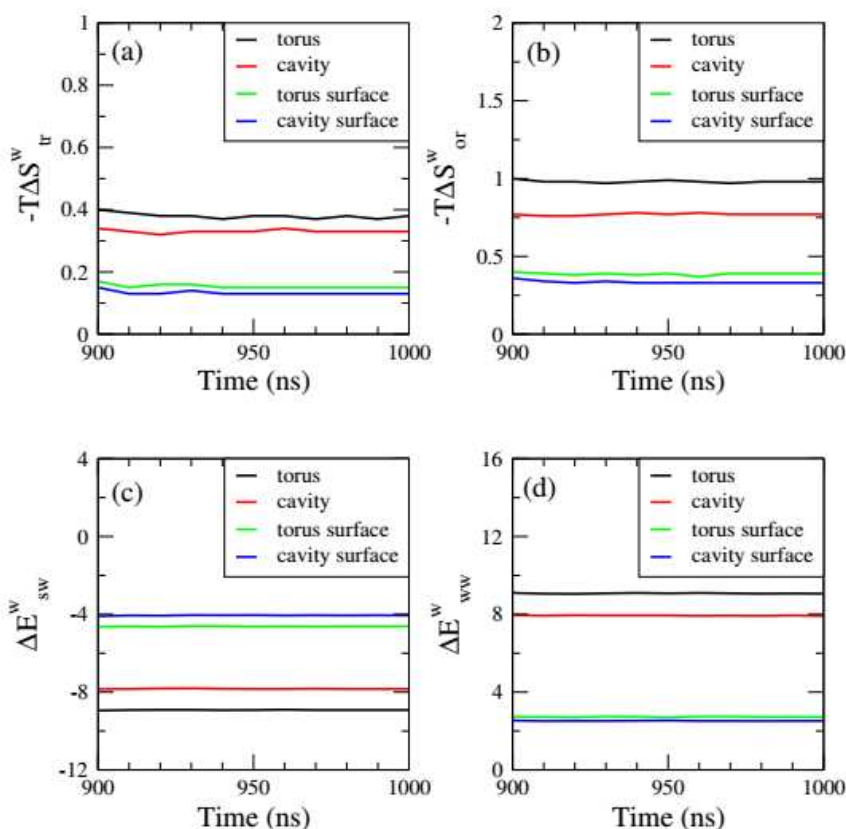 (a)
torus
cavity
torus surface
cavity surface
-TΔS^w_tr
1
0.8
0.6
0.4
0.2
0
900
950
1000
Time (ns)
(b)
torus
cavity
torus surface
cavity surface
-TΔS^w_or
2
1.5
1
0.5
0
900
950
1000
Time (ns)
(c)
torus
cavity
torus surface
cavity surface
ΔE^w_sw
4
0
-4
-8
-12
900
950
1000
Time (ns)
(d)
torus
cavity
torus surface
cavity surface
ΔE^w_ww
16
12
8
4
0
900
950
1000
Time (ns)